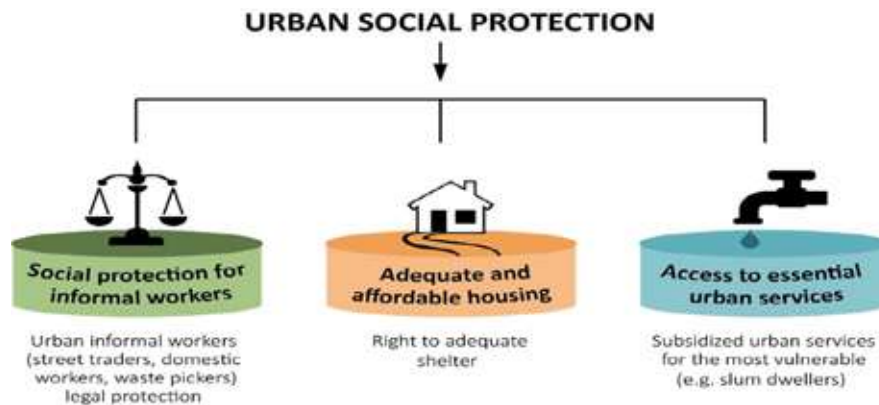 URBAN SOCIAL PROTECTION
Social protection for
informal workers
Urban informal workers
(street traders, domestic
workers, waste pickers)
legal protection
Adequate and
affordable housing
Right to adequate
shelter
Access to essential
urban services
Subsidized urban services
for the most vulnerable
(e.g. slum dwellers)